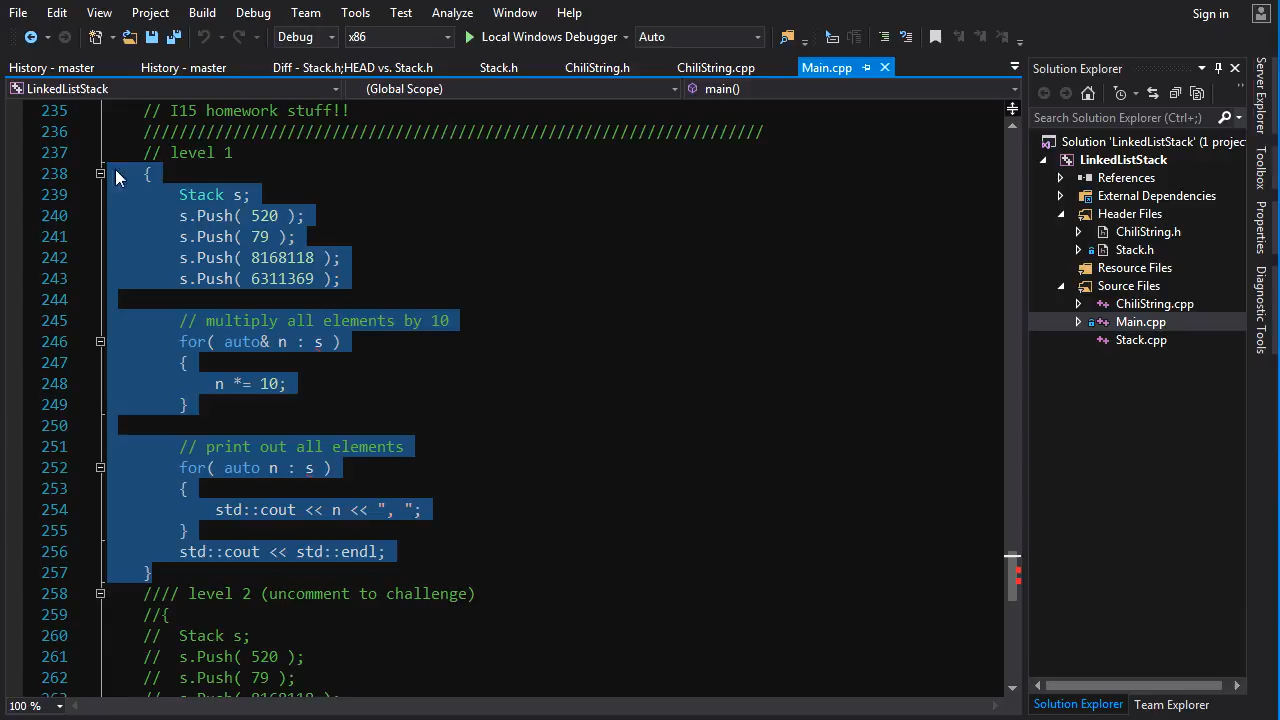 File Edit View Project Build Debug Team Tools Test Analyze Window Help Sign in
Debug x86 Local Windows Debugger Auto
History - master History - master Diff - Stack.h;HEAD vs. Stack.h Stack.h ChiliString.h ChiliString.cpp Main.cpp
LinkedListStack (Global Scope) main()
235 // I15 homework stuff!!
236 /////////////////////////////////////////////////////////////////////
237 // level 1
238 {
239 Stack s;
240 s.Push( 520 );
241 s.Push( 79 );
242 s.Push( 8168118 );
243 s.Push( 6311369 );
244
245 // multiply all elements by 10
246 for( auto& n : s )
247 {
248 n *= 10;
249 }
250
251 // print out all elements
252 for( auto n : s )
253 {
254 std::cout << n << ", ";
255 }
256 std::cout << std::endl;
257 }
258 //// level 2 (uncomment to challenge)
259 //{
260 // Stack s;
261 // s.Push( 520 );
262 // s.Push( 79 );
263 // s.Push( 8168118 );
100 %
Solution Explorer
Search Solution Explorer (Ctrl+;)
Solution 'LinkedListStack' (1 projec
LinkedListStack
References
External Dependencies
Header Files
ChiliString.h
Stack.h
Resource Files
Source Files
ChiliString.cpp
Main.cpp
Stack.cpp
Solution Explorer Team Explorer
Server Explorer
Toolbox
Properties
Diagnostic Tools